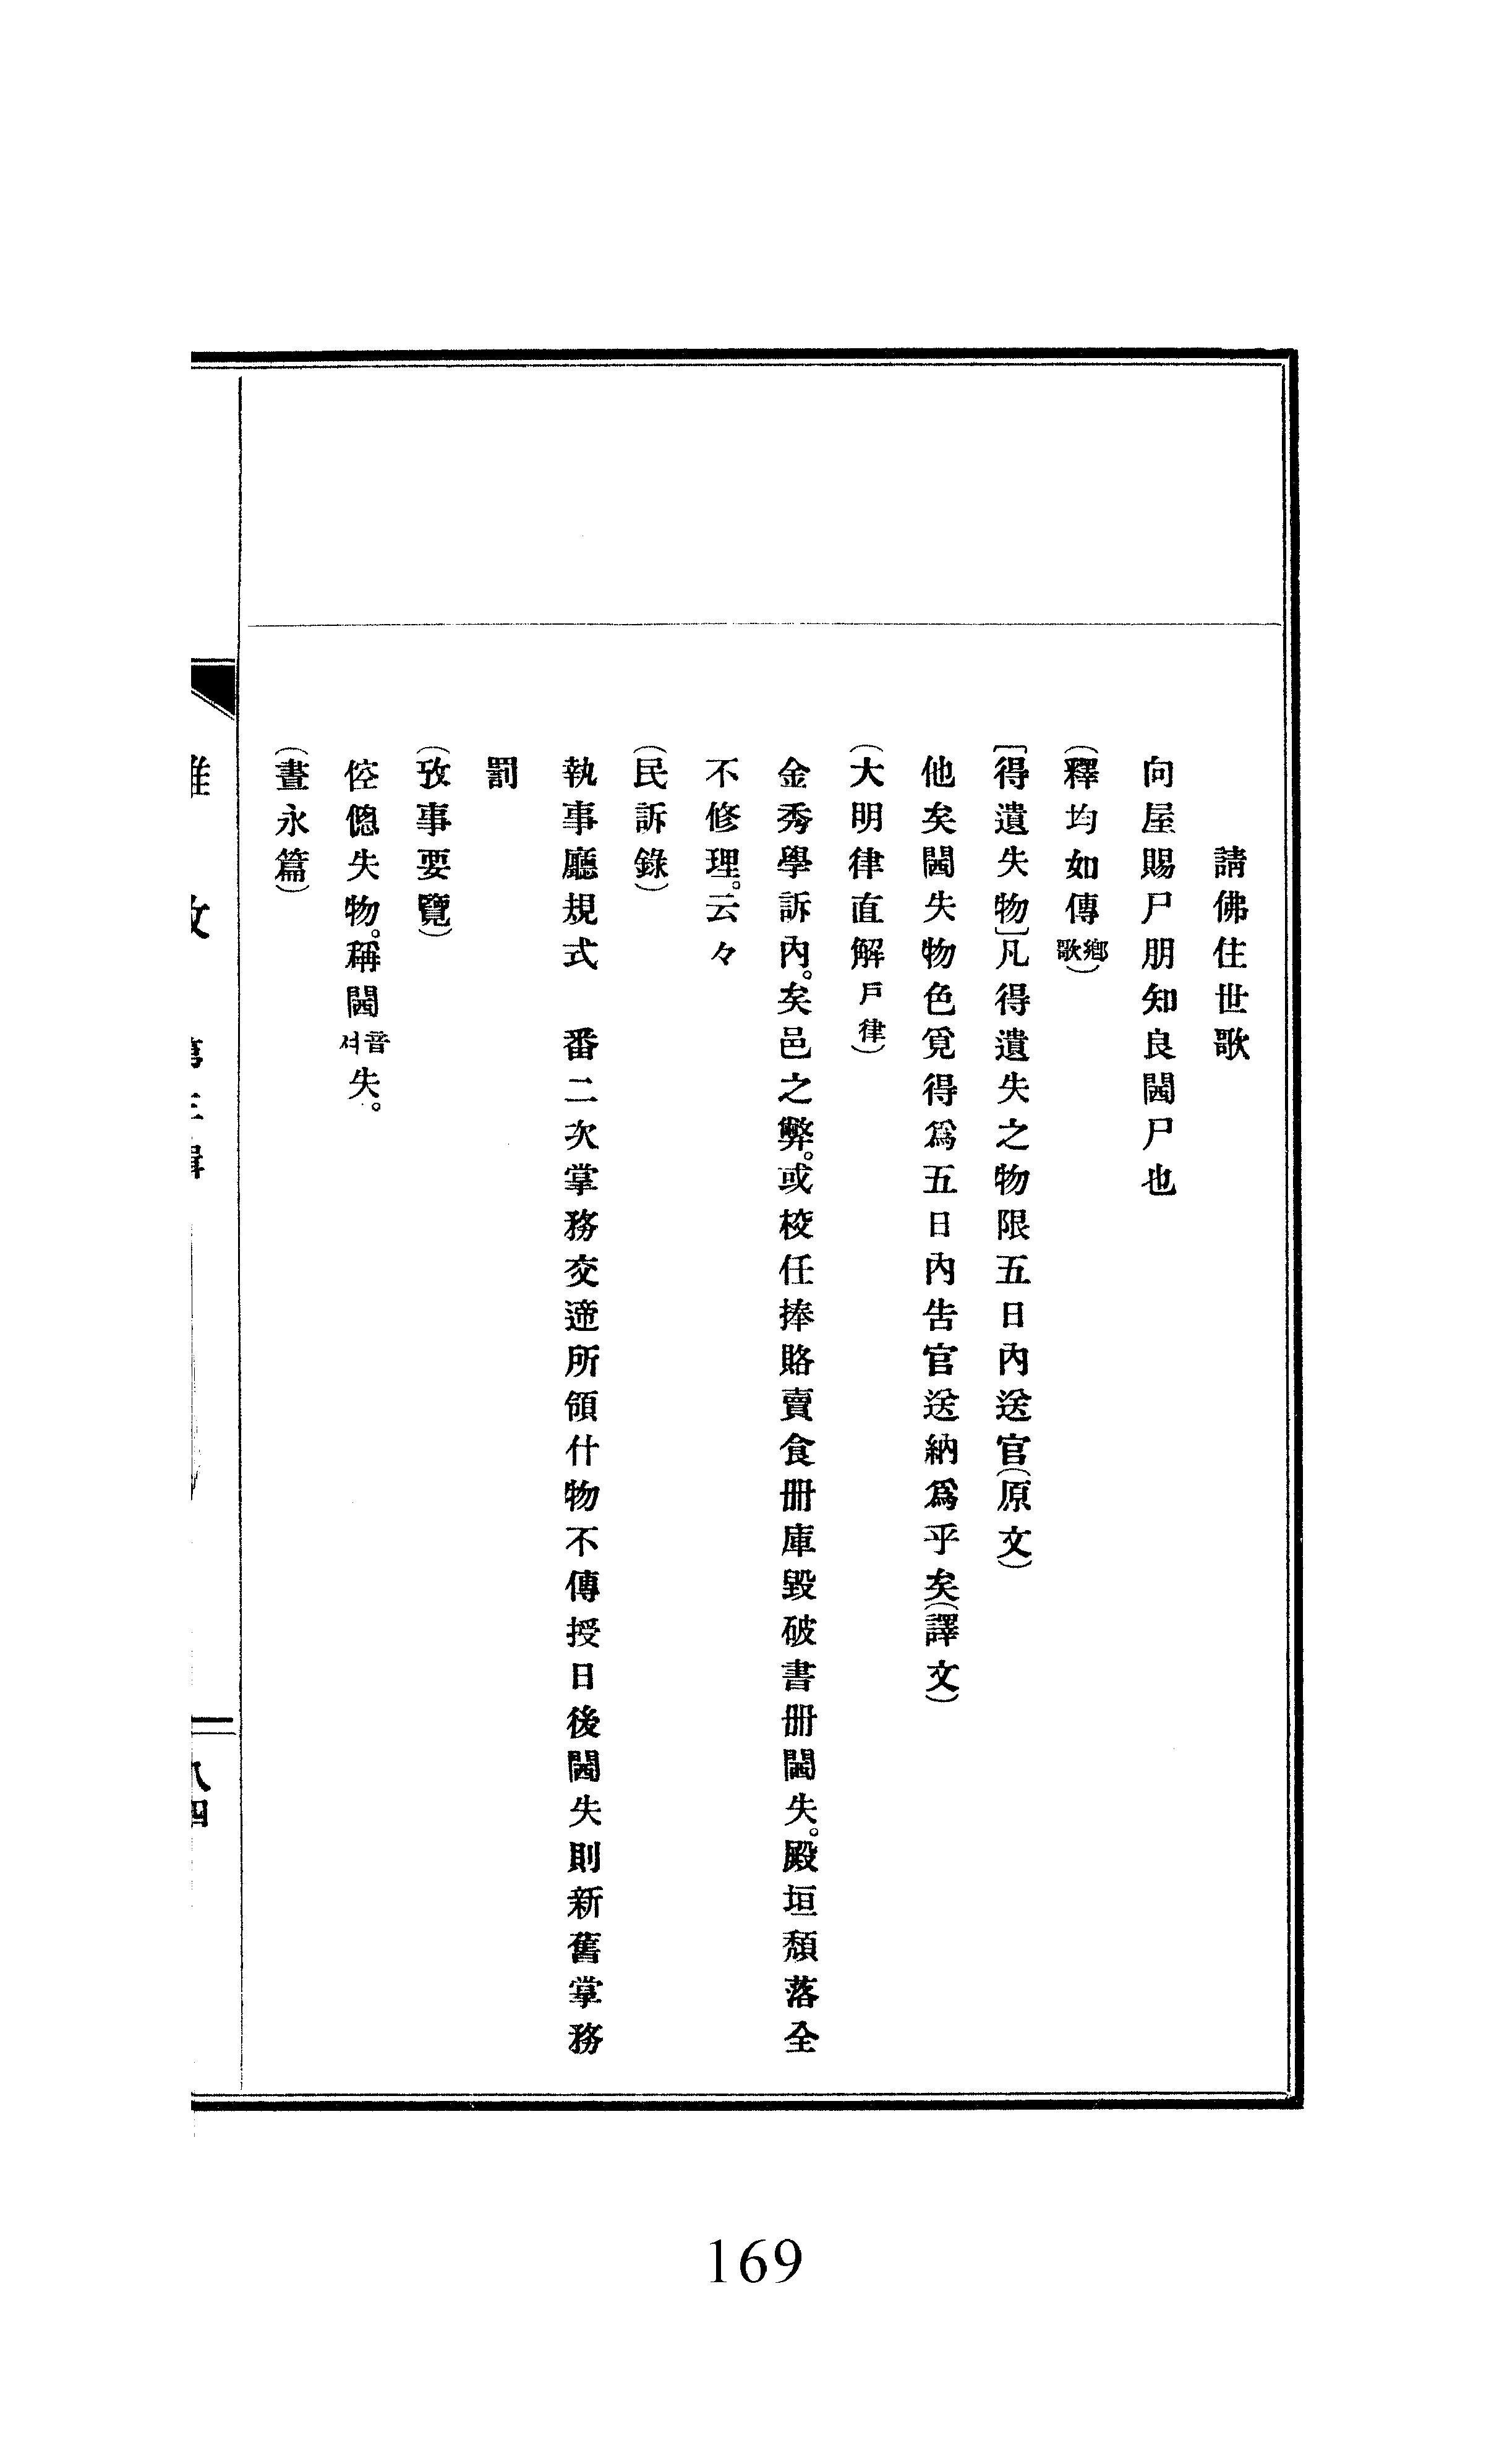 請佛住世歌
向屋賜尸朋知良閪尸也
(釋均如傳鄕歌)
[得遺失物]凡得遺失之物限五日內送官(原文)
他矣閪失物色覓得爲五日內告官送納爲乎矣(譯文)
(大明律直解戶律)
金秀學訴內。矣邑之弊。或校任捧賂賣食冊庫毀破書冊閪失。殿垣頹落全
不修理。云々
(民訴錄)
執事廳規式　番二次掌務交遞所領什物不傳授日後閪失則新舊掌務
罰
(攷事要覽)
倥傯失物。稱閪音서失。
(晝永篇)
八四
169